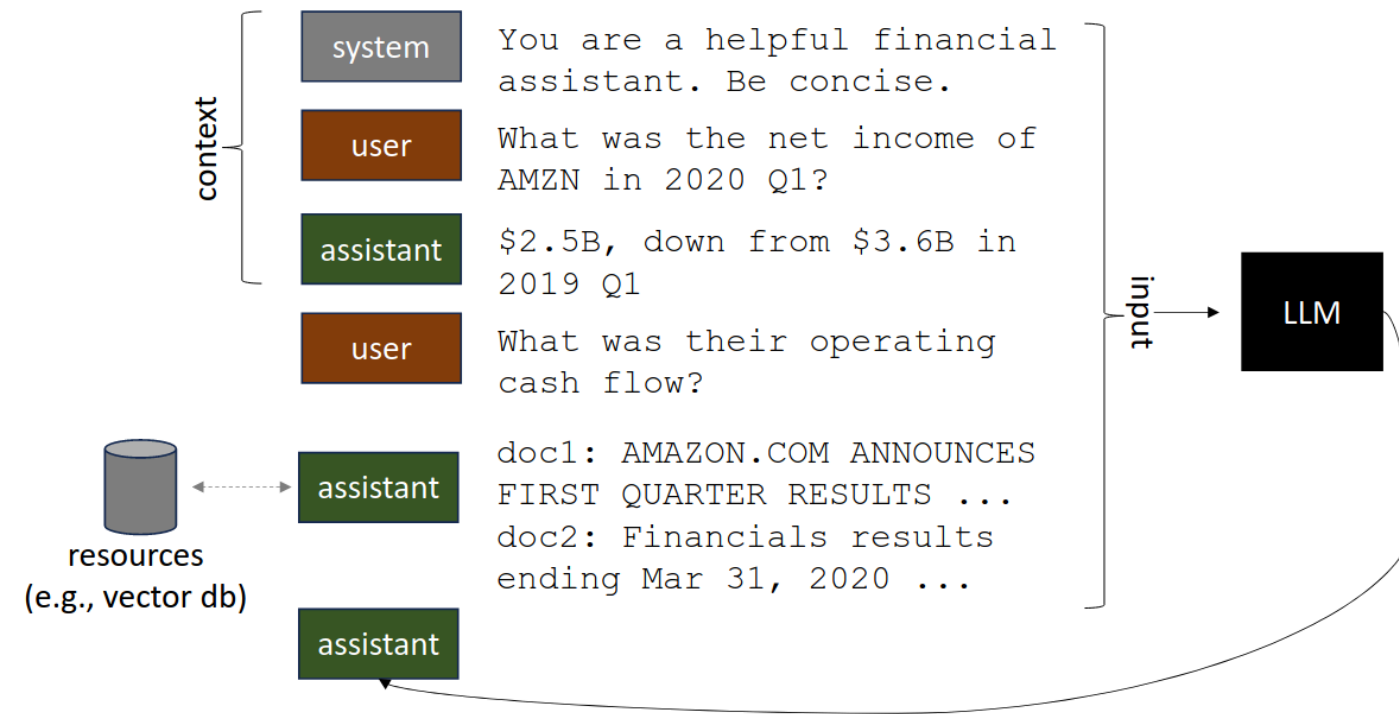 system
You are a helpful financial
assistant. Be concise.
context
user
What was the net income of
AMZN in 2020 Q1?
assistant
$2.5B, down from $3.6B in
2019 Q1
user
What was their operating
cash flow?
input
LLM
assistant
doc1: AMAZON.COM ANNOUNCES
FIRST QUARTER RESULTS ...
doc2: Financials results
ending Mar 31, 2020 ...
resources
(e.g., vector db)
assistant